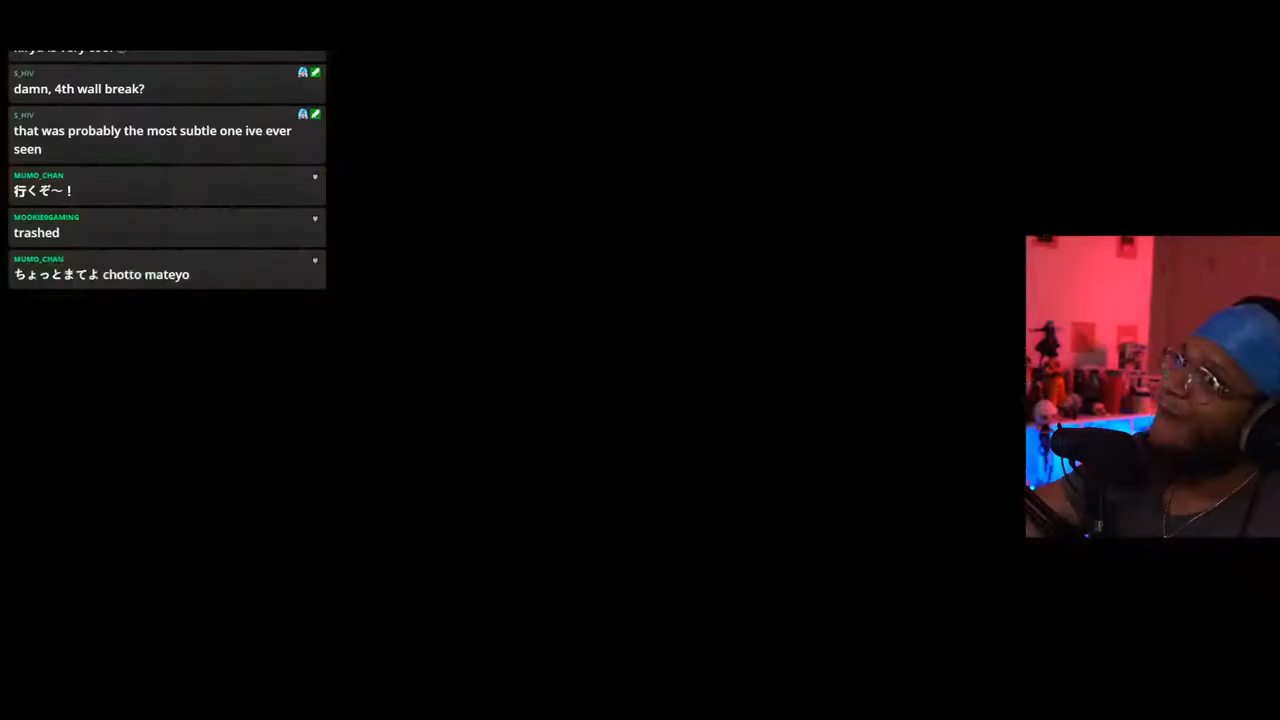 S_HIV
damn, 4th wall break?
S_HIV
that was probably the most subtle one ive ever
seen
MUMO_CHAN
行くぞ～！
MOOKIE0GAMING
trashed
MUMO_CHAN
ちょっとまてよ chotto mateyo